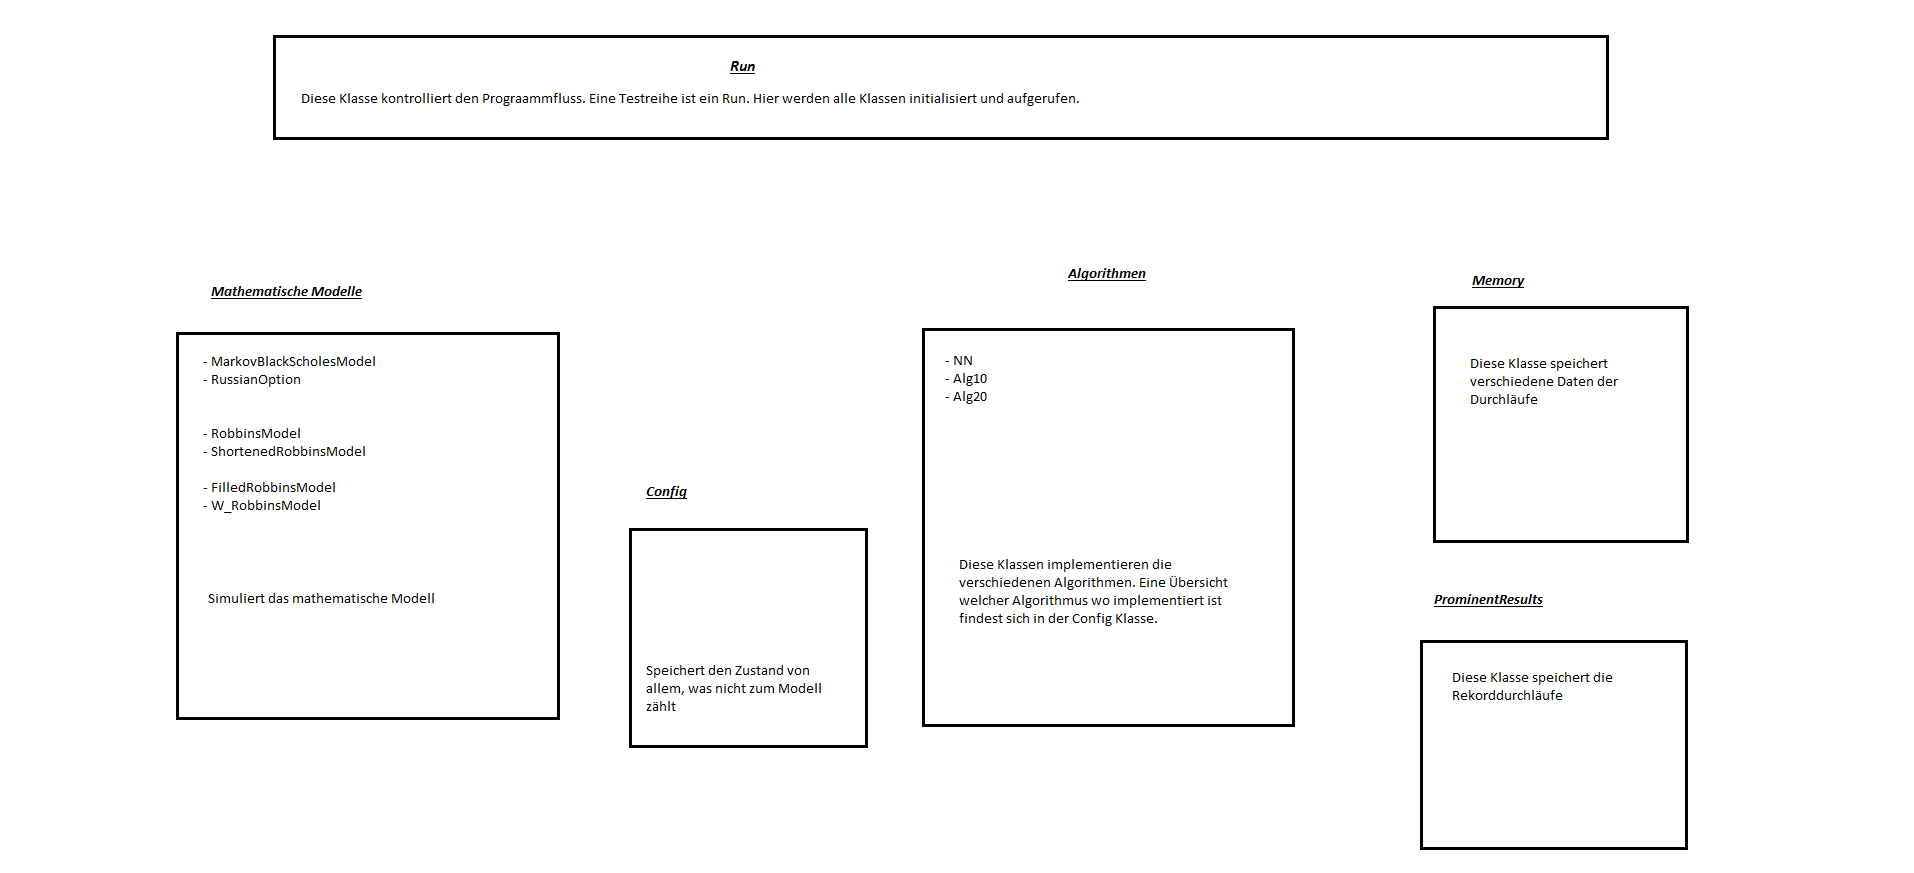 Run
Diese Klasse kontrolliert den Prograammfluss. Eine Testreihe ist ein Run. Hier werden alle Klassen initialisiert und aufgerufen.
Mathematische Modelle
- MarkovBlackScholesModel
- RussianOption
- RobbinsModel
- ShortenedRobbinsModel
- FilledRobbinsModel
- W_RobbinsModel
Simuliert das mathematische Modell
Config
Speichert den Zustand von
allem, was nicht zum Modell
zählt
Algorithmen
- NN
- Alg10
- Alg20
Diese Klassen implementieren die
verschiedenen Algorithmen. Eine Übersicht
welcher Algorithmus wo implementiert ist
findest sich in der Config Klasse.
Memory
Diese Klasse speichert
verschiedene Daten der
Durchläufe
ProminentResults
Diese Klasse speichert die
Rekorddurchläufe